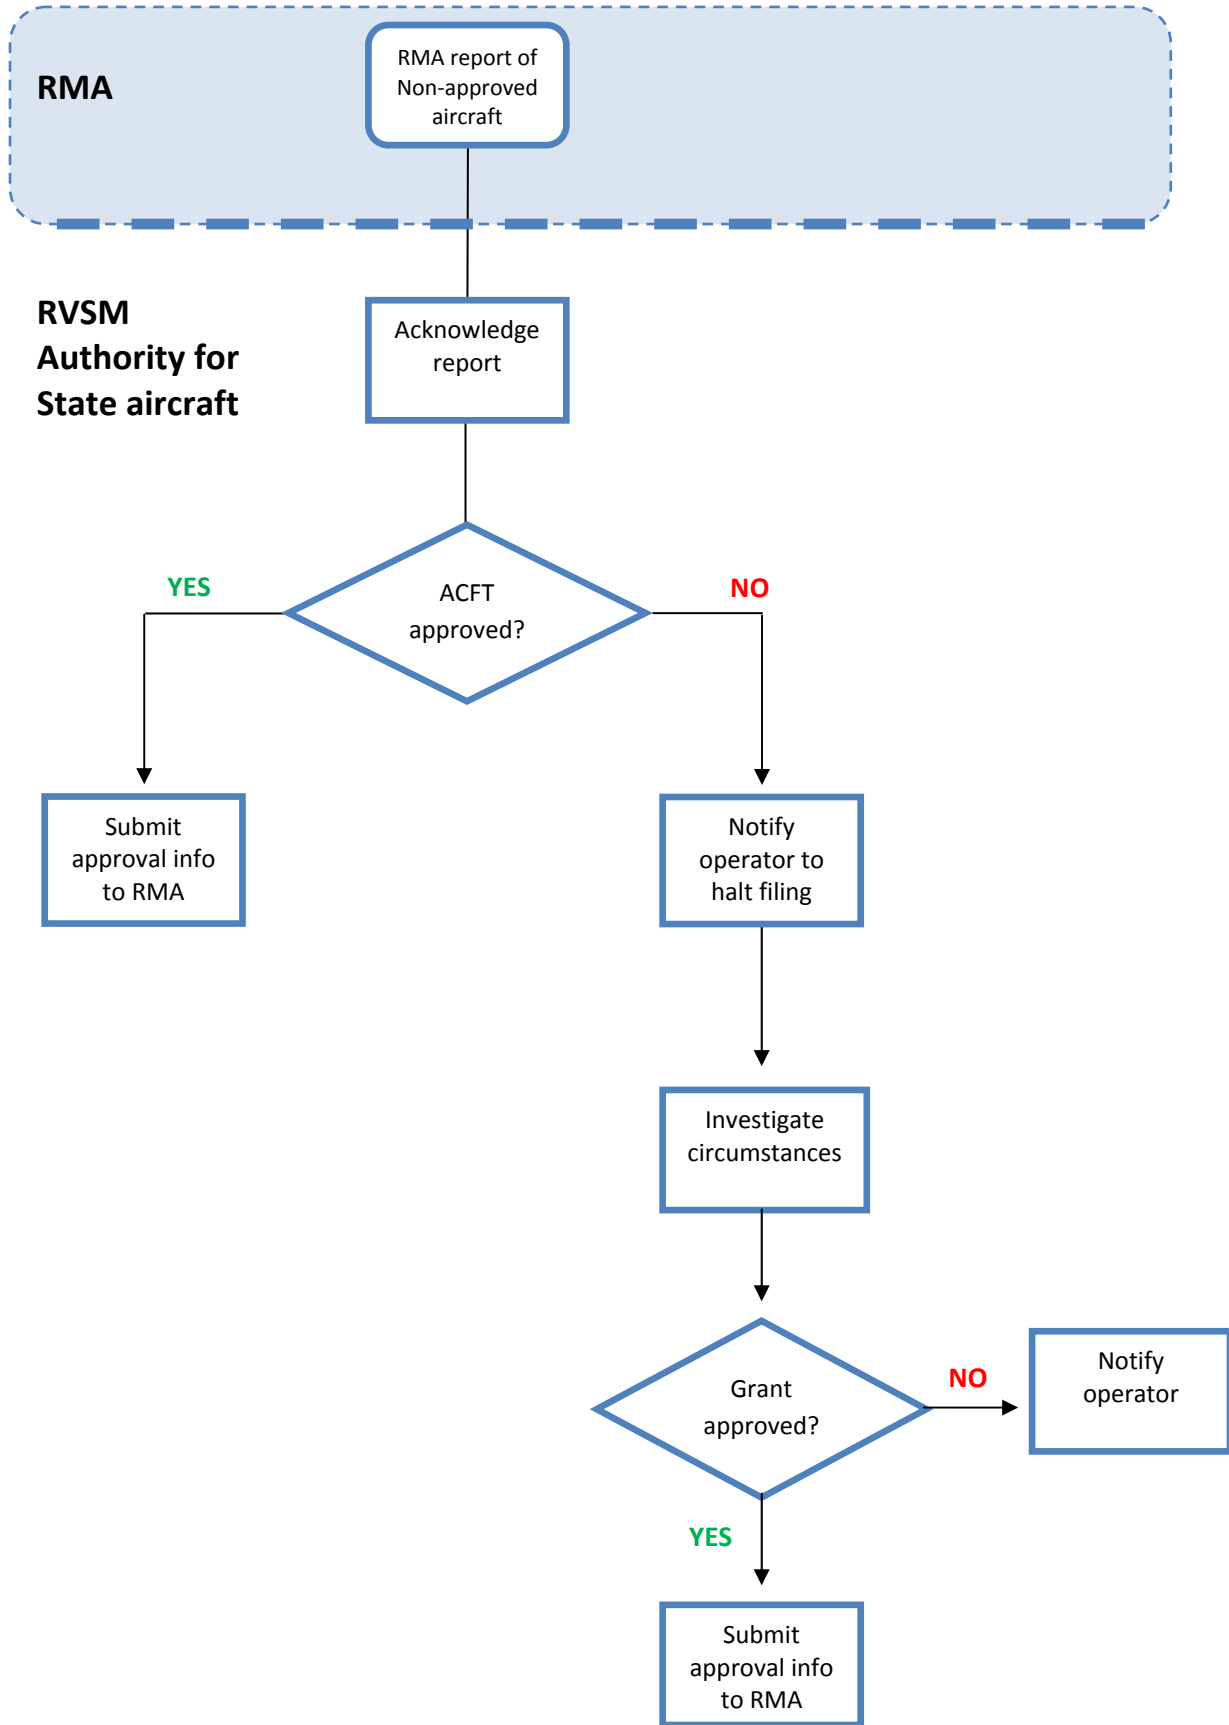 RMA
RMA report of
Non-approved
aircraft
RVSM
Authority for
State aircraft
Acknowledge
report
YES
ACFT
approved?
NO
Submit
approval info
to RMA
Notify
operator to
halt filing
Investigate
circumstances
Grant
approved?
NO
Notify
operator
YES
Submit
approval info
to RMA